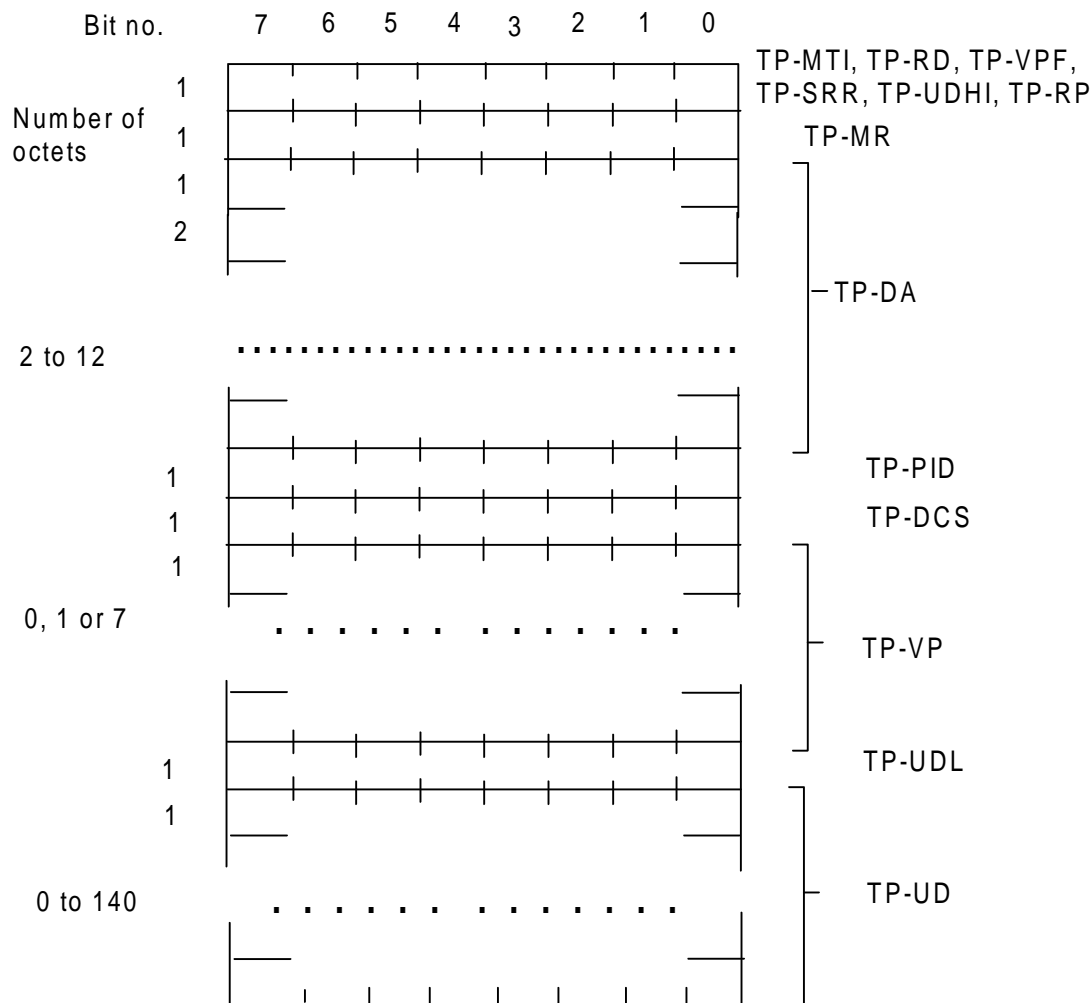 Bit no. 7 6 5 4 3 2 1 0
TP-MTI, TP-RD, TP-VPF,
TP-SRR, TP-UDHI, TP-RP
1
Number of
octets
1
TP-MR
1
2
TP-DA
2 to 12
1
TP-PID
1
TP-DCS
1
0, 1 or 7
TP-VP
1
TP-UDL
1
0 to 140
TP-UD